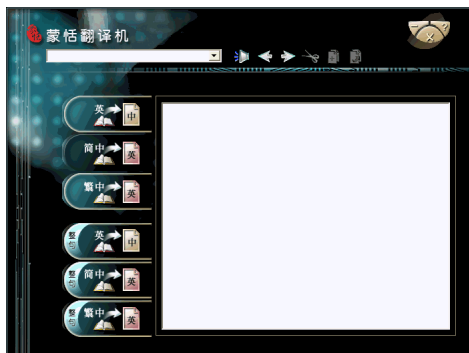 蒙恬翻译机
英 中
简中 英
繁中 英
整句 英 中
整句 简中 英
整句 繁中 英